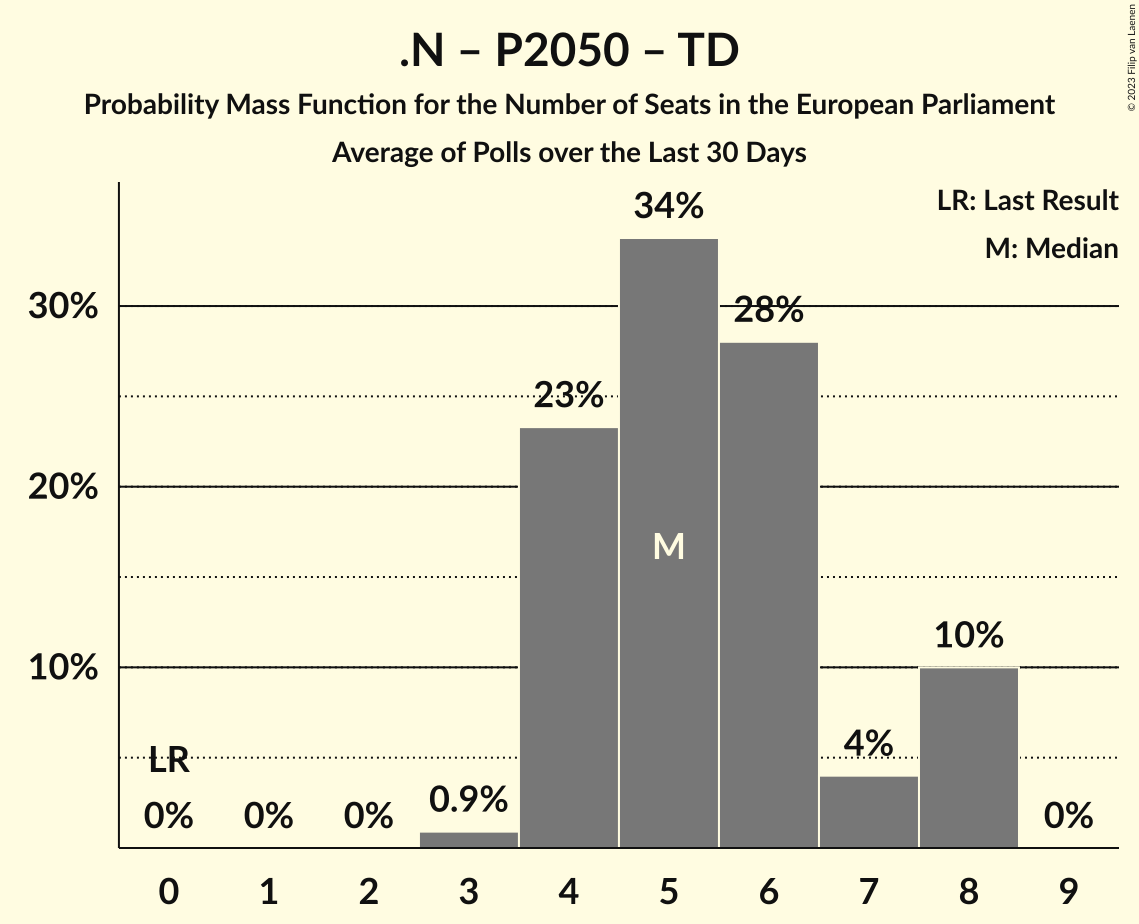 .N – P2050 – TD
Probability Mass Function for the Number of Seats in the European Parliament
Average of Polls over the Last 30 Days
© 2023 Filip van Laenen
LR: Last Result
M: Median
34%
30%
28%
23%
20%
M
10%
10%
4%
LR
0.9%
0% 0% 0% 0%
0 1 2 3 4 5 6 7 8 9